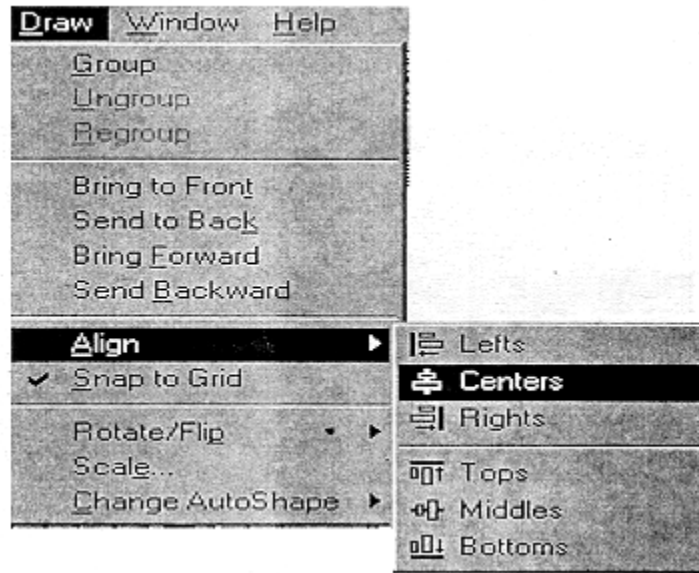 Draw Window Help
Group
Ungroup
Regroup
Bring to Front
Send to Back
Bring Forward
Send Backward
Align
Snap to Grid
Rotate/Flip
Scale...
Change AutoShape
Lefts
Centers
Rights
Tops
Middles
Bottoms